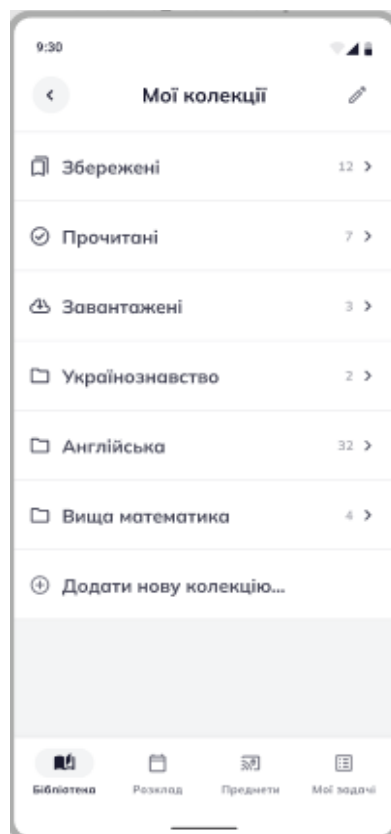 9:30
Мої колекції
Збережені 12
Прочитані 7
Завантажені 3
Українознавство 2
Англійська 32
Вища математика 4
Додати нову колекцію...
Бібліотека Розклад Предмети Мої задачі